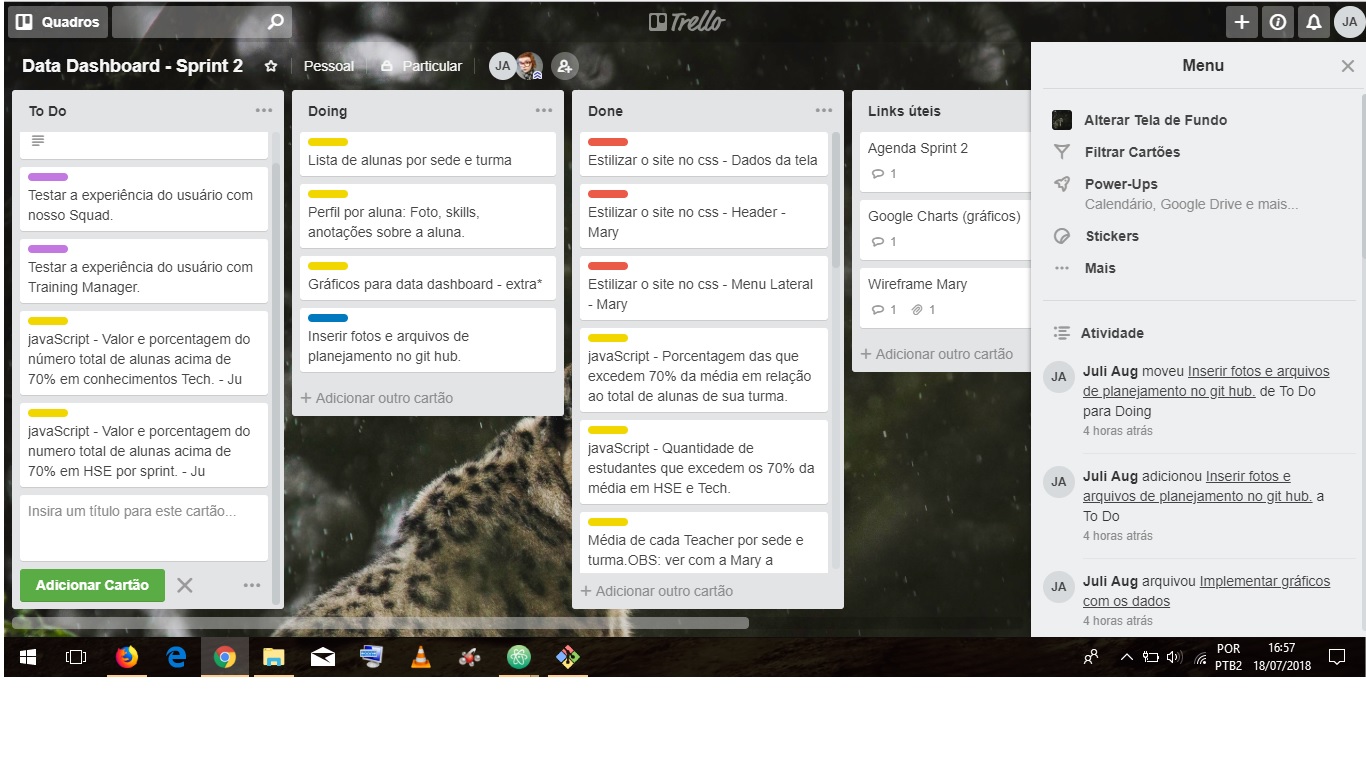 Quadros
Trello
JA
Data Dashboard - Sprint 2
Pessoal
Particular
JA
To Do
Testar a experiência do usuário com
nosso Squad.
Testar a experiência do usuário com
Training Manager.
javaScript - Valor e porcentagem do
número total de alunas acima de
70% em conhecimentos Tech. - Ju
javaScript - Valor e porcentagem do
numero total de alunas acima de
70% em HSE por sprint. - Ju
Insira um título para este cartão...
Adicionar Cartão
Doing
Lista de alunas por sede e turma
Perfil por aluna: Foto, skills,
anotações sobre a aluna.
Gráficos para data dashboard - extra*
Inserir fotos e arquivos de
planejamento no git hub.
+ Adicionar outro cartão
Done
Estilizar o site no css - Dados da tela
Estilizar o site no css - Header -
Mary
Estilizar o site no css - Menu Lateral
- Mary
javaScript - Porcentagem das que
excedem 70% da média em relação
ao total de alunas de sua turma.
javaScript - Quantidade de
estudantes que excedem os 70% da
média em HSE e Tech.
Média de cada Teacher por sede e
turma.OBS: ver com a Mary a
+ Adicionar outro cartão
Links úteis
Agenda Sprint 2
1
Google Charts (gráficos)
1
Wireframe Mary
1 1
+ Adicionar outro cartão
Menu
Alterar Tela de Fundo
Filtrar Cartões
Power-Ups
Calendário, Google Drive e mais...
Stickers
Mais
Atividade
JA
Juli Aug moveu Inserir fotos e arquivos
de planejamento no git hub. de To Do
para Doing
4 horas atrás
JA
Juli Aug adicionou Inserir fotos e
arquivos de planejamento no git hub. a
To Do
4 horas atrás
JA
Juli Aug arquivou Implementar gráficos
com os dados
4 horas atrás
POR
PTB2
16:57
18/07/2018